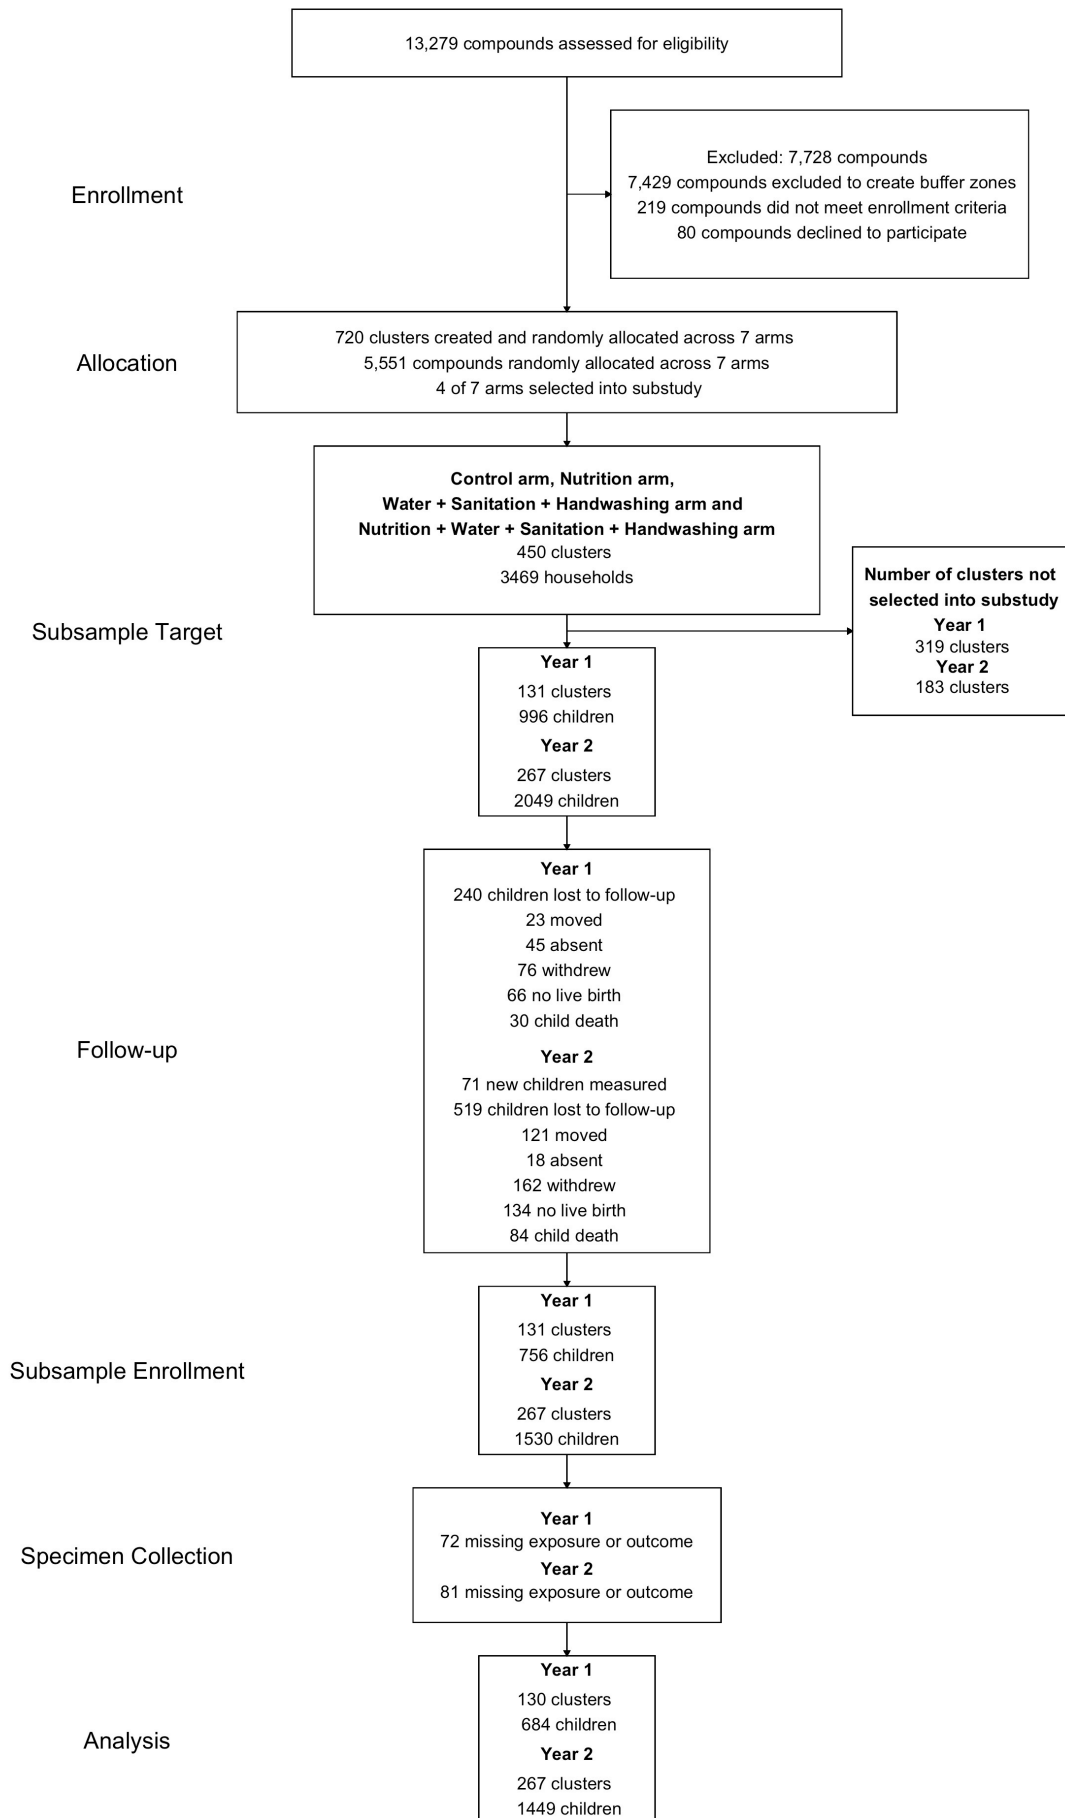 13,279 compounds assessed for eligibility
Enrollment
Excluded: 7,728 compounds
7,429 compounds excluded to create buffer zones
219 compounds did not meet enrollment criteria
80 compounds declined to participate
Allocation
720 clusters created and randomly allocated across 7 arms
5,551 compounds randomly allocated across 7 arms
4 of 7 arms selected into substudy
Control arm, Nutrition arm,
Water + Sanitation + Handwashing arm and
Nutrition + Water + Sanitation + Handwashing arm
450 clusters
3469 households
Number of clusters not
selected into substudy
Year 1
319 clusters
Year 2
183 clusters
Subsample Target
Year 1
131 clusters
996 children
Year 2
267 clusters
2049 children
Follow-up
Year 1
240 children lost to follow-up
23 moved
45 absent
76 withdrew
66 no live birth
30 child death
Year 2
71 new children measured
519 children lost to follow-up
121 moved
18 absent
162 withdrew
134 no live birth
84 child death
Subsample Enrollment
Year 1
131 clusters
756 children
Year 2
267 clusters
1530 children
Specimen Collection
Year 1
72 missing exposure or outcome
Year 2
81 missing exposure or outcome
Analysis
Year 1
130 clusters
684 children
Year 2
267 clusters
1449 children